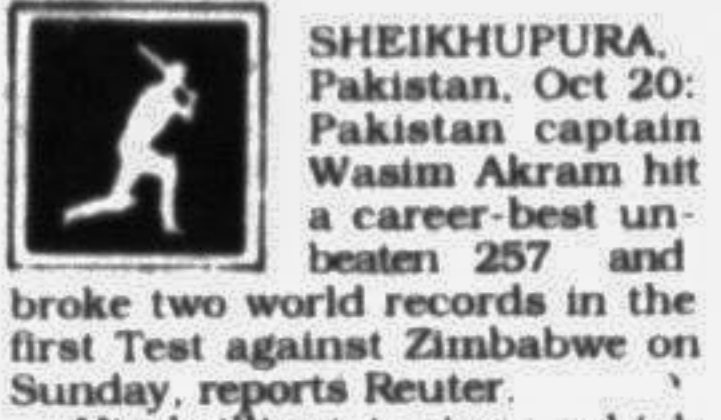 SHEIKHUPURA,
Pakistan, Oct 20:
Pakistan captain
Wasim Akram hit
a career-best un-
beaten 257 and
broke two world records in the
first Test against Zimbabwe on
Sunday, reports Reuter.